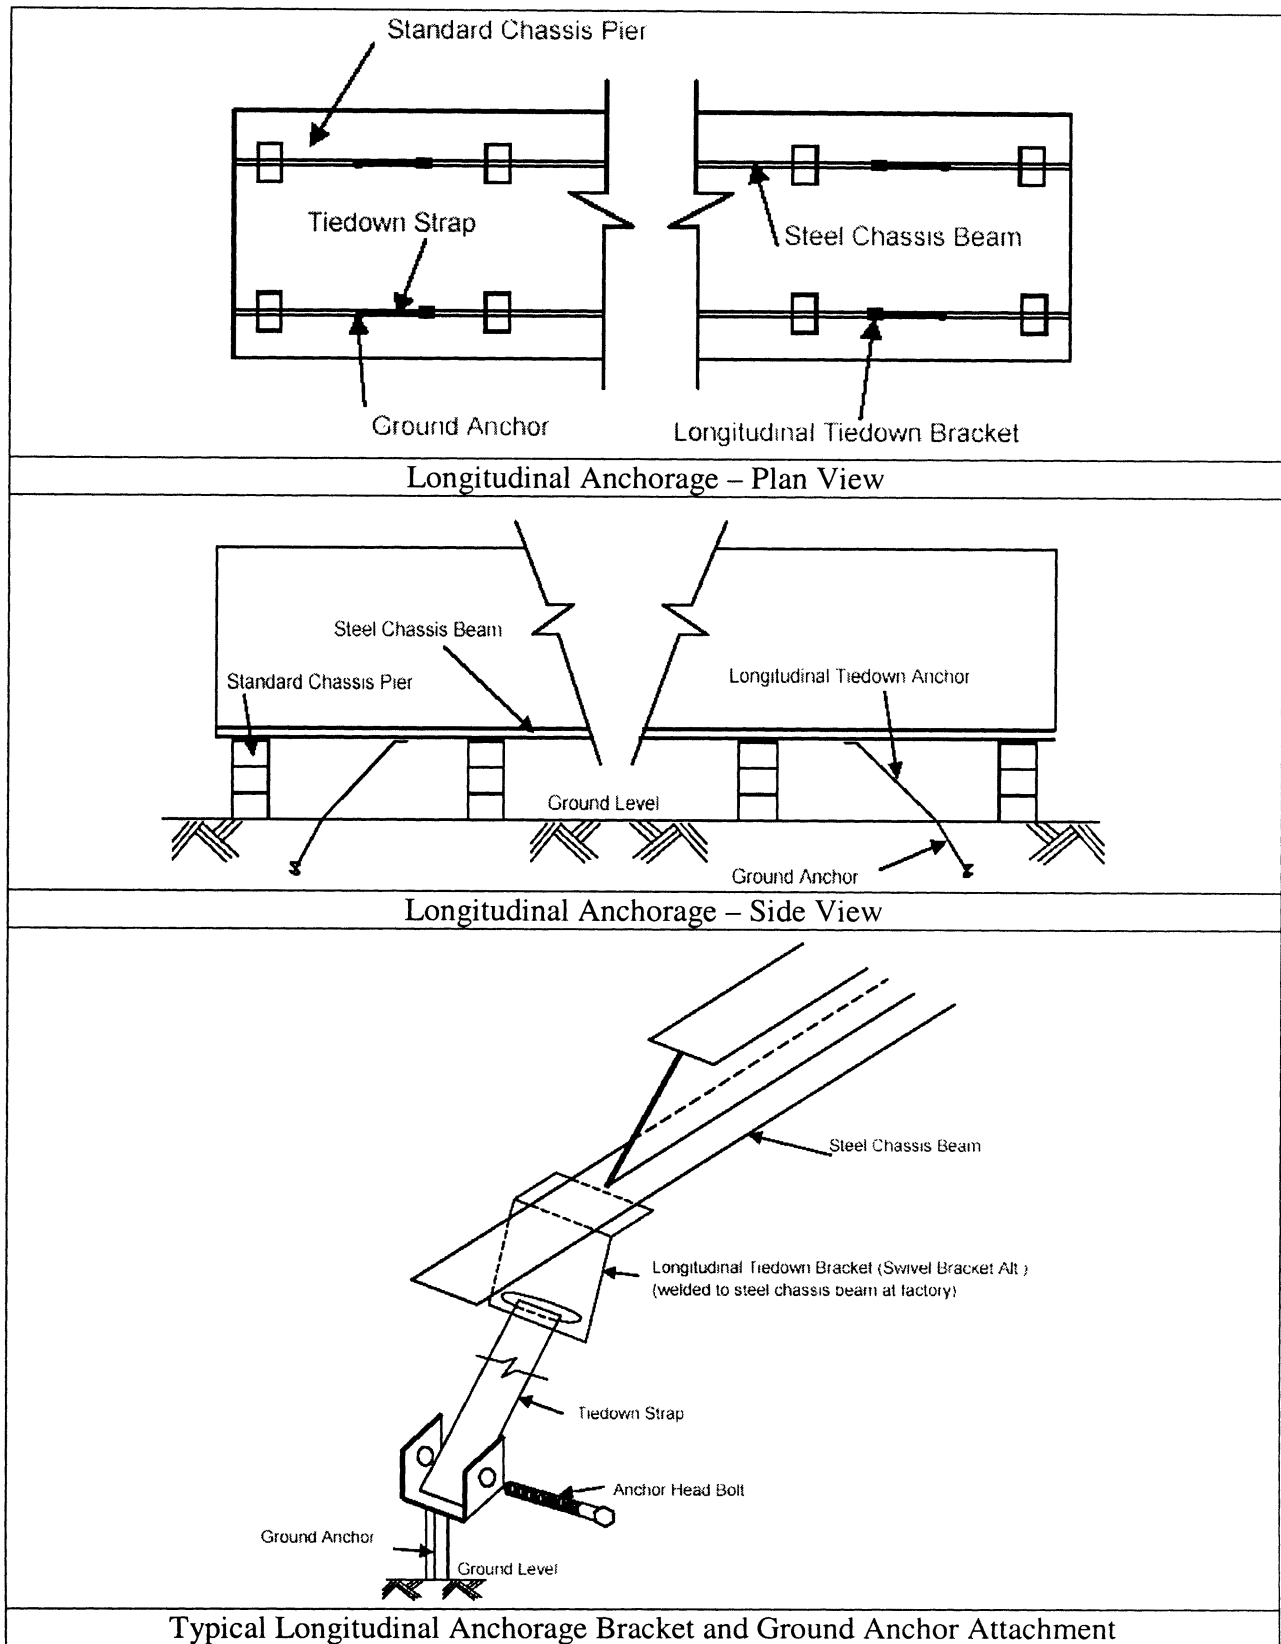 Standard Chassis Pier
Tiedown Strap
Steel Chassis Beam
Ground Anchor
Longitudinal Tiedown Bracket
Longitudinal Anchorage – Plan View
Steel Chassis Beam
Standard Chassis Pier
Longitudinal Tiedown Anchor
Ground Level
Ground Anchor
Longitudinal Anchorage – Side View
Steel Chassis Beam
Longitudinal Tiedown Bracket (Swivel Bracket Alt )
(welded to steel chassis beam at factory)
Tiedown Strap
Anchor Head Bolt
Ground Anchor
Ground Level
Typical Longitudinal Anchorage Bracket and Ground Anchor Attachment